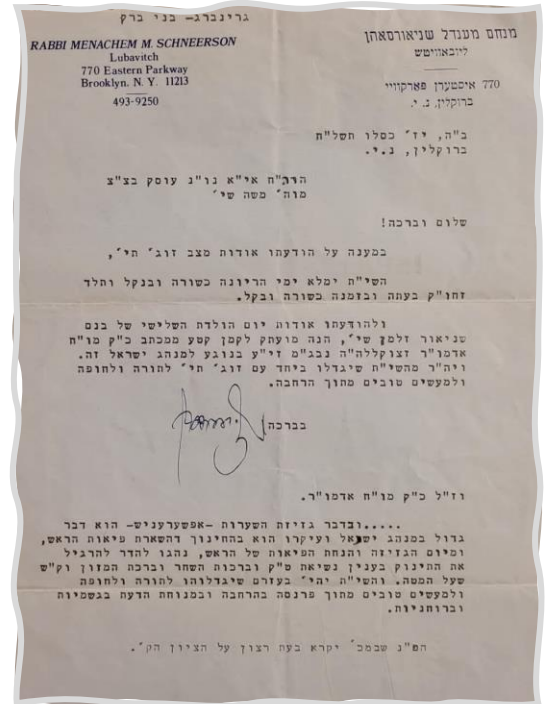 גרינברג- בני ברק
RABBI MENACHEM M. SCHNEERSON
Lubavitch
770 Eastern Parkway
Brooklyn, N. Y. 11213
493-9250
מנחם מענדל שניאורסאהן
ליובאוויטש
770 איסטערן פארקוויי
ברוקלין, נ. י.
ב"ה, יז' כסלו תשל"ח
ברוקלין, נ.י.
הרה"ח אי"א נו"נ עוסק בצ"צ
מוה' משה שי'
שלום וברכה!
במענה על הודעתו אודות מצב זוג' תי',
השי"ת ימלא ימי הריונה כשורה ובנקל ותלד
זחו"ק בעתה ובזמנה כשורה ובקל.
ולהודעתו אודות יום הולדת השלישי של בנם
שניאור זלמן שי', הנה מועתק לקמן קטע ממכתב כ"ק מו"ח
אדמו"ר זצוקללה"ה נבג"מ זי"ע בנוגע למנהג ישראל זה.
ויה"ר מהשי"ת שיגדלו ביחד עם זוג' תי' לתורה ולחופה
ולמעשים טובים מתוך הרחבה.
בברכה
וז"ל כ"ק מו"ח אדמו"ר.
.....ובדבר גזיזת השערות -אפשערעניש- הוא דבר
גדול במנהג ישראל ועיקרו הוא בהחינוך דהשארת פיאות הראש,
ומיום הגזיזה והנחת הפיאות של הראש, נהגו להדר להרגיל
את התינוק בענין נשיאת ט"ק וברכות השחר וברכת המזון וק"ש
שעל המטה. והשי"ת יהי' בעזרם שיגדלוהו לתורה ולחופה
ולמעשים טובים מתוך פרנסה בהרחבה ובמנוחת הדעת בגשמיות
וברוחניות.
הפ"נ שבמכ' יקרא בעת רצון על הציון הק'.